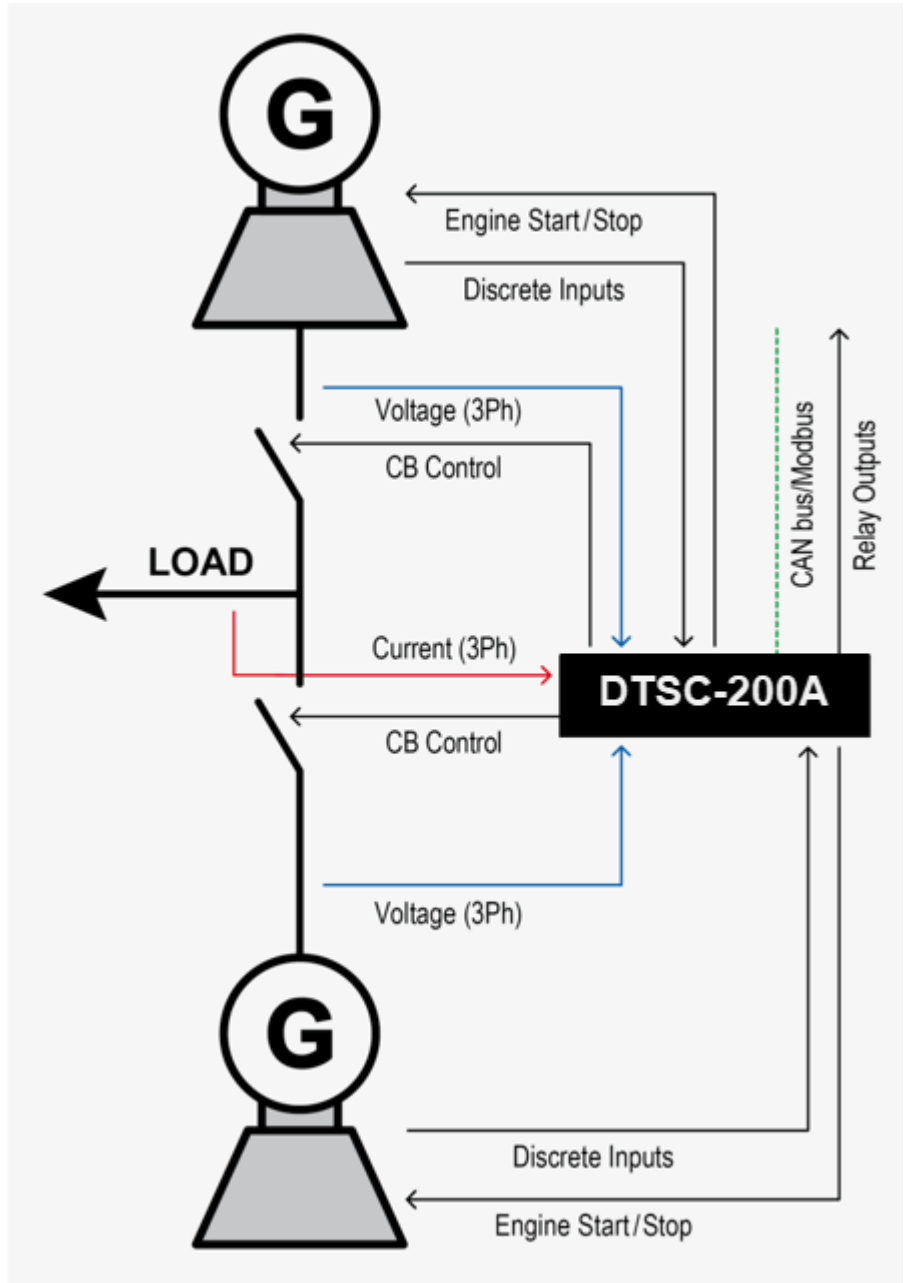 G
Engine Start/Stop
Discrete Inputs
Voltage (3Ph)
CB Control
CAN bus/Modbus
Relay Outputs
LOAD
Current (3Ph)
DTSC-200A
CB Control
Voltage (3Ph)
G
Discrete Inputs
Engine Start/Stop